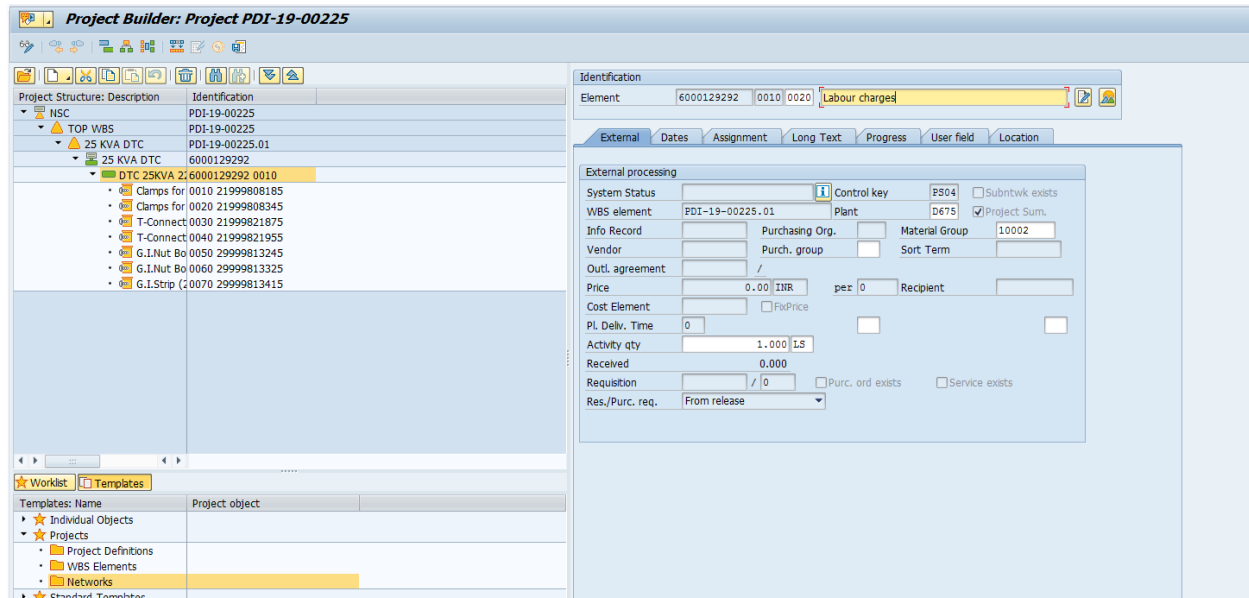 Project Builder: Project PDI-19-00225
Project Structure: Description Identification
NSC PDI-19-00225
TOP WBS PDI-19-00225
25 KVA DTC PDI-19-00225.01
25 KVA DTC 6000129292
DTC 25KVA 22 6000129292 0010
Clamps for 0010 21999808185
Clamps for 0020 21999808345
T-Connect 0030 21999821875
T-Connect 0040 21999821955
G.I.Nut Bo 0050 29999813245
G.I.Nut Bo 0060 29999813325
G.I.Strip (2 0070 29999813415
Worklist Templates
Templates: Name Project object
Individual Objects
Projects
Project Definitions
WBS Elements
Networks
Standard Templates
Identification
Element 6000129292 0010 0020 Labour charges
External Dates Assignment Long Text Progress User field Location
External processing
System Status Control key PS04 Subntwk exists
WBS element PDI-19-00225.01 Plant D675 Project Sum.
Info Record Purchasing Org. Material Group 10002
Vendor Purch. group Sort Term
Outl. agreement /
Price 0.00 INR per 0 Recipient
Cost Element FixPrice
Pl. Deliv. Time 0
Activity qty 1.000 LS
Received 0.000
Requisition / 0 Purc. ord exists Service exists
Res./Purc. req. From release